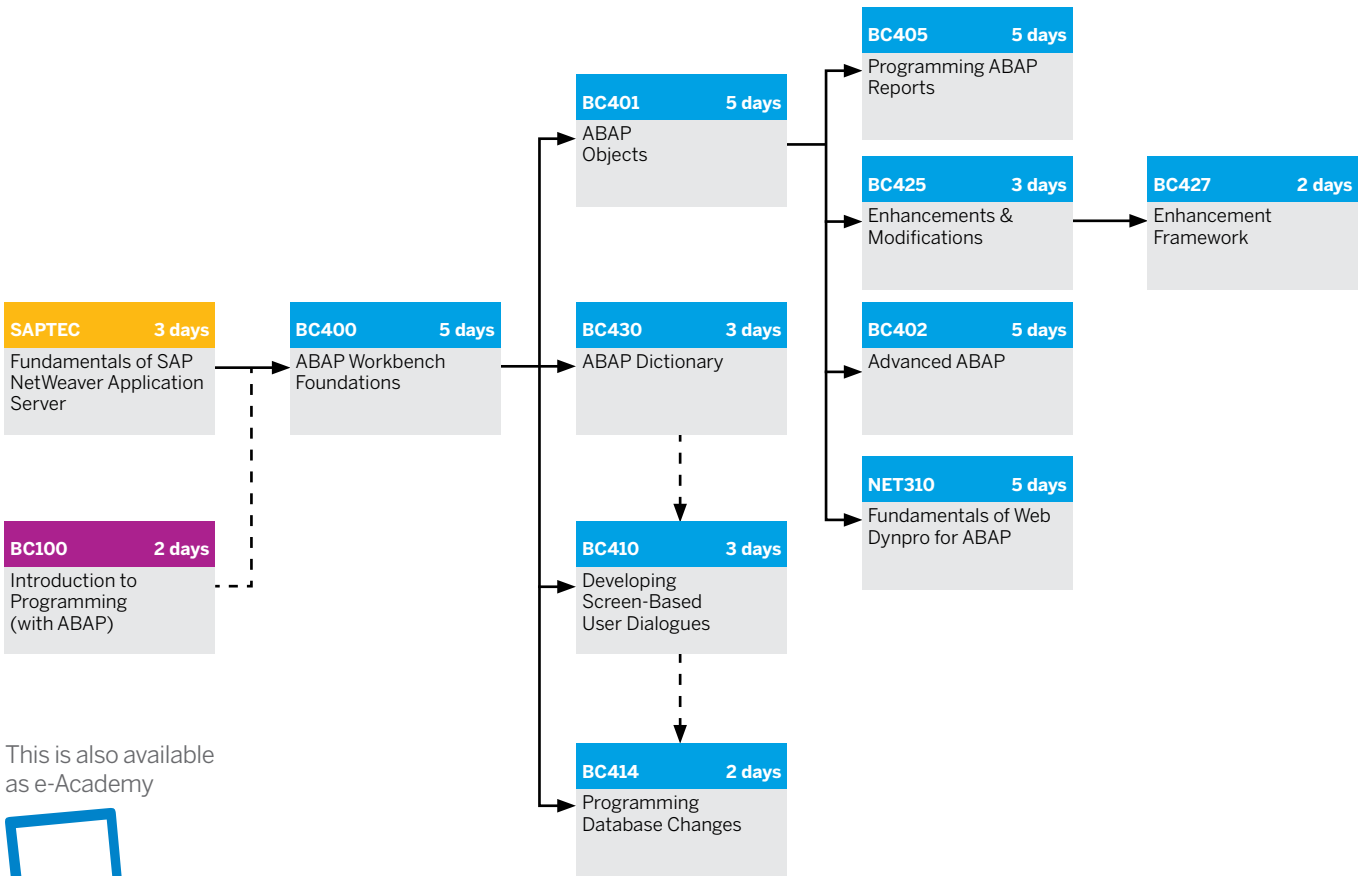 BC405 5 days
Programming ABAP
Reports
BC401 5 days
ABAP
Objects
BC425 3 days
Enhancements &
Modifications
BC427 2 days
Enhancement
Framework
SAPTEC 3 days
Fundamentals of SAP
NetWeaver Application
Server
BC400 5 days
ABAP Workbench
Foundations
BC430 3 days
ABAP Dictionary
BC402 5 days
Advanced ABAP
NET310 5 days
Fundamentals of Web
Dynpro for ABAP
BC100 2 days
Introduction to
Programming
(with ABAP)
BC410 3 days
Developing
Screen-Based
User Dialogues
BC414 2 days
Programming
Database Changes
This is also available
as e-Academy